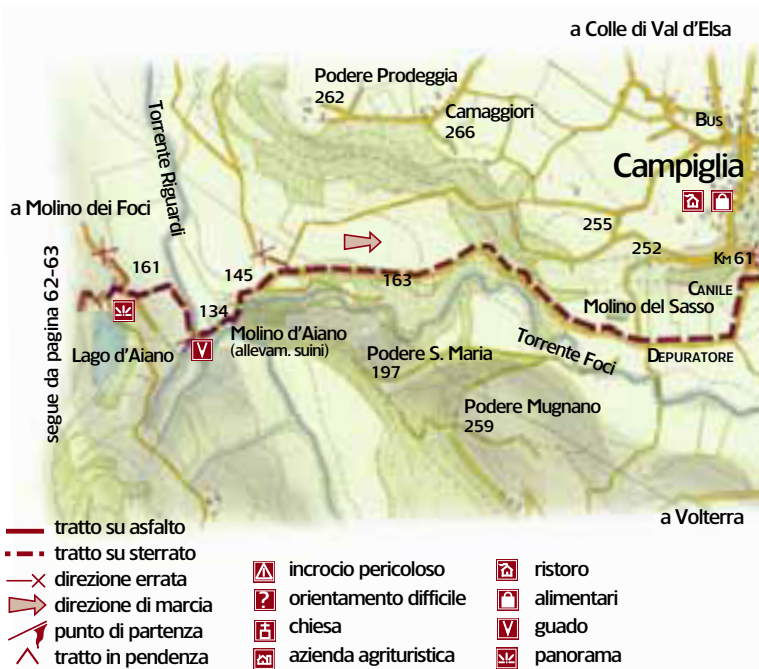 a Colle di Val d'Elsa
Podere Prodeggia
262
Camaggiori
266
BUS
Campiglia
Torrente Riguardi
a Molino dei Foci
255
252
KM 61
161
145
163
CANILE
134
Molino del Sasso
Lago d'Aiano
V
Molino d'Aiano
(allevam. suini)
Podere S. Maria
197
Torrente Foci
DEPURATORE
segue da pagina 62-63
Podere Mugnano
259
a Volterra
tratto su asfalto
tratto su sterrato
direzione errata
direzione di marcia
punto di partenza
tratto in pendenza
incrocio pericoloso
? orientamento difficile
chiesa
azienda agrituristica
ristoro
alimentari
V guado
panorama